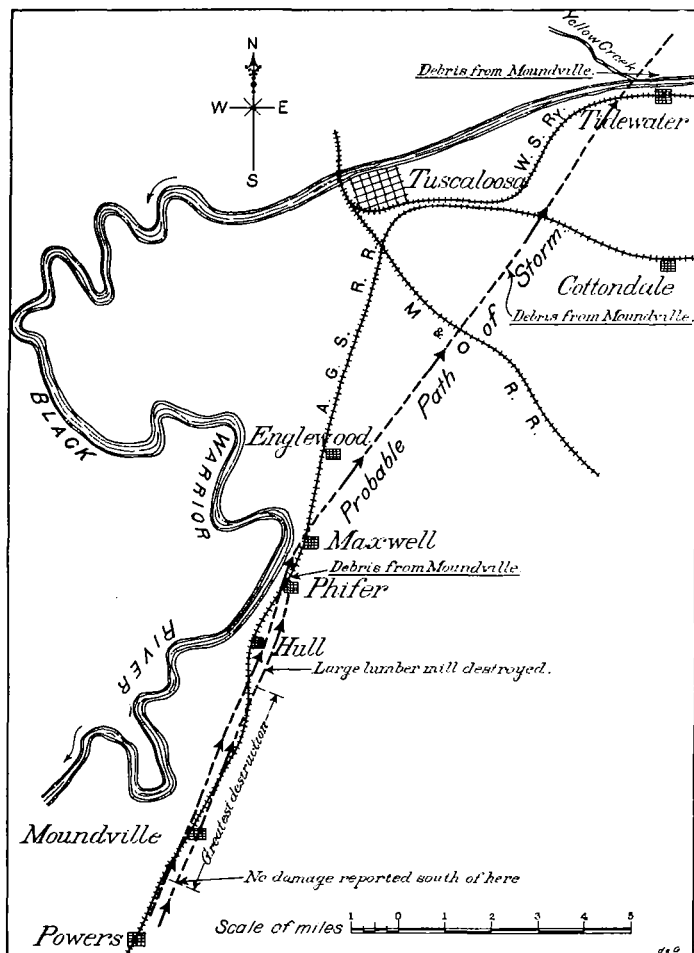 Yellow Creek
N
Debris from Moundville.
W E
S
Tidewater
W. S. Ry.
Tuscaloosa
Cottondale
Debris from Moundville.
A. G. S. R. R.
M & O R. R.
Probable Path of Storm.
BLACK WARRIOR RIVER
Englewood.
Maxwell
Debris from Moundville
Phifer
Hull
Large lumber mill destroyed.
Greatest destruction
Moundville
No damage reported south of here
Powers
Scale of miles
1 0 1 2 3 4 5